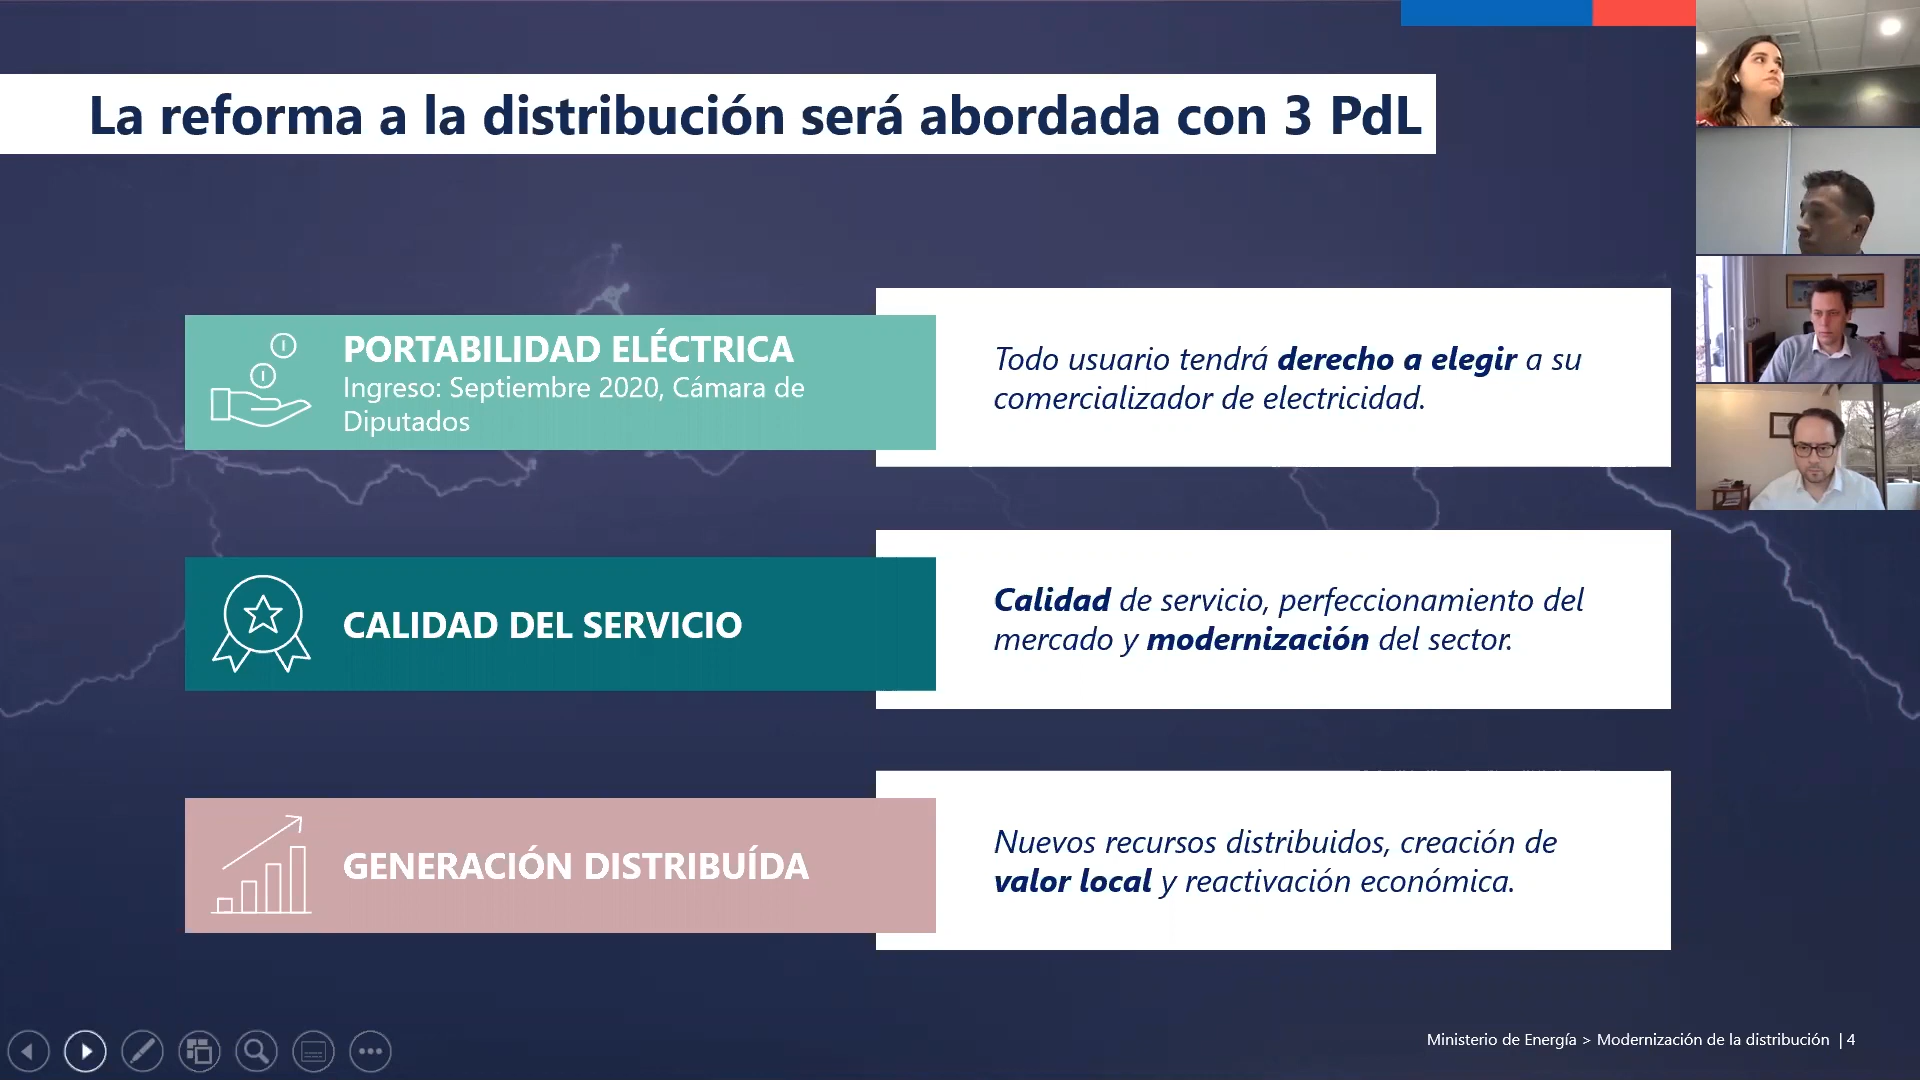 La reforma a la distribución será abordada con 3 PdL
PORTABILIDAD ELÉCTRICA
Ingreso: Septiembre 2020, Cámara de
Diputados
Todo usuario tendrá derecho a elegir a su
comercializador de electricidad.
CALIDAD DEL SERVICIO
Calidad de servicio, perfeccionamiento del
mercado y modernización del sector.
GENERACIÓN DISTRIBUÍDA
Nuevos recursos distribuidos, creación de
valor local y reactivación económica.
Ministerio de Energía > Modernización de la distribución | 4